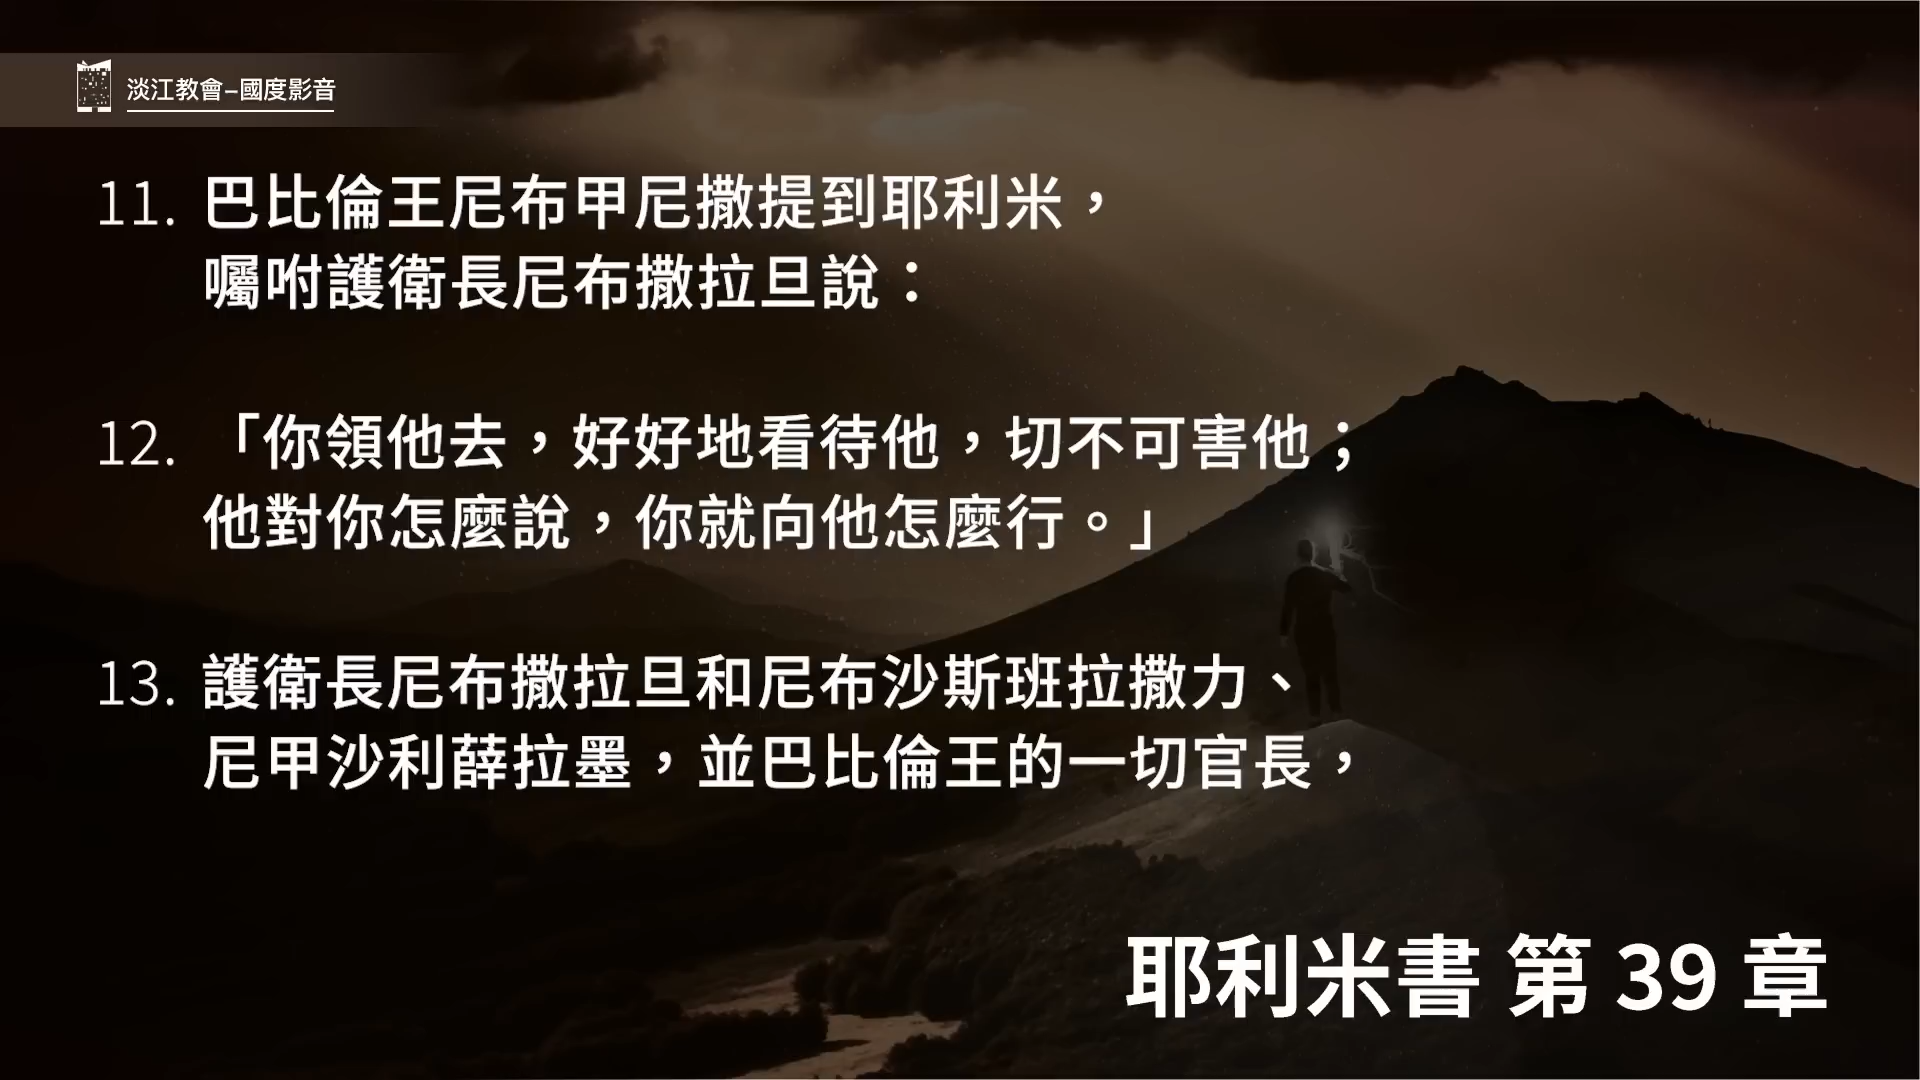 淡江教會–國度影音
11. 巴比倫王尼布甲尼撒提到耶利米，
囑咐護衛長尼布撒拉旦說：
12. 「你領他去，好好地看待他，切不可害他；
他對你怎麼說，你就向他怎麼行。」
13. 護衛長尼布撒拉旦和尼布沙斯班拉撒力、
尼甲沙利薛拉墨，並巴比倫王的一切官長，
耶利米書 第 39 章